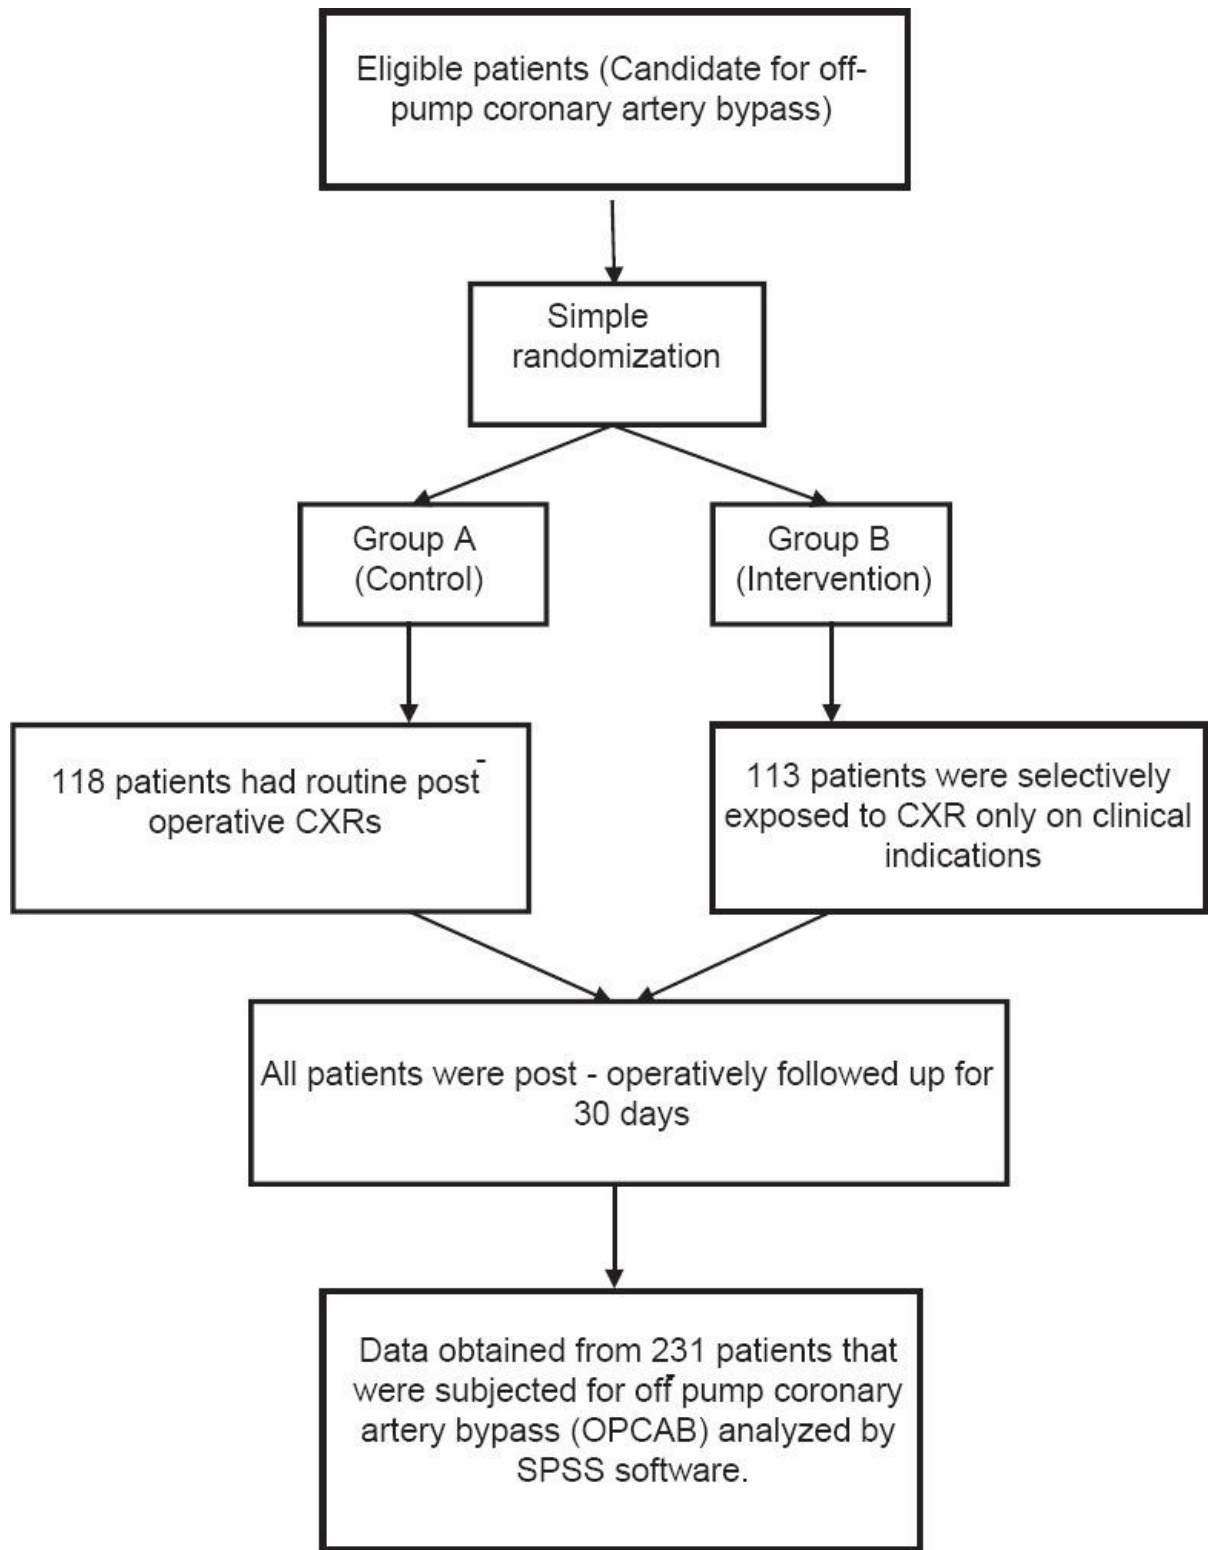 Eligible patients (Candidate for off-
pump coronary artery bypass)
Simple
randomization
Group A
(Control)
Group B
(Intervention)
118 patients had routine post-
operative CXRs
113 patients were selectively
exposed to CXR only on clinical
indications
All patients were post - operatively followed up for
30 days
Data obtained from 231 patients that
were subjected for off-pump coronary
artery bypass (OPCAB) analyzed by
SPSS software.